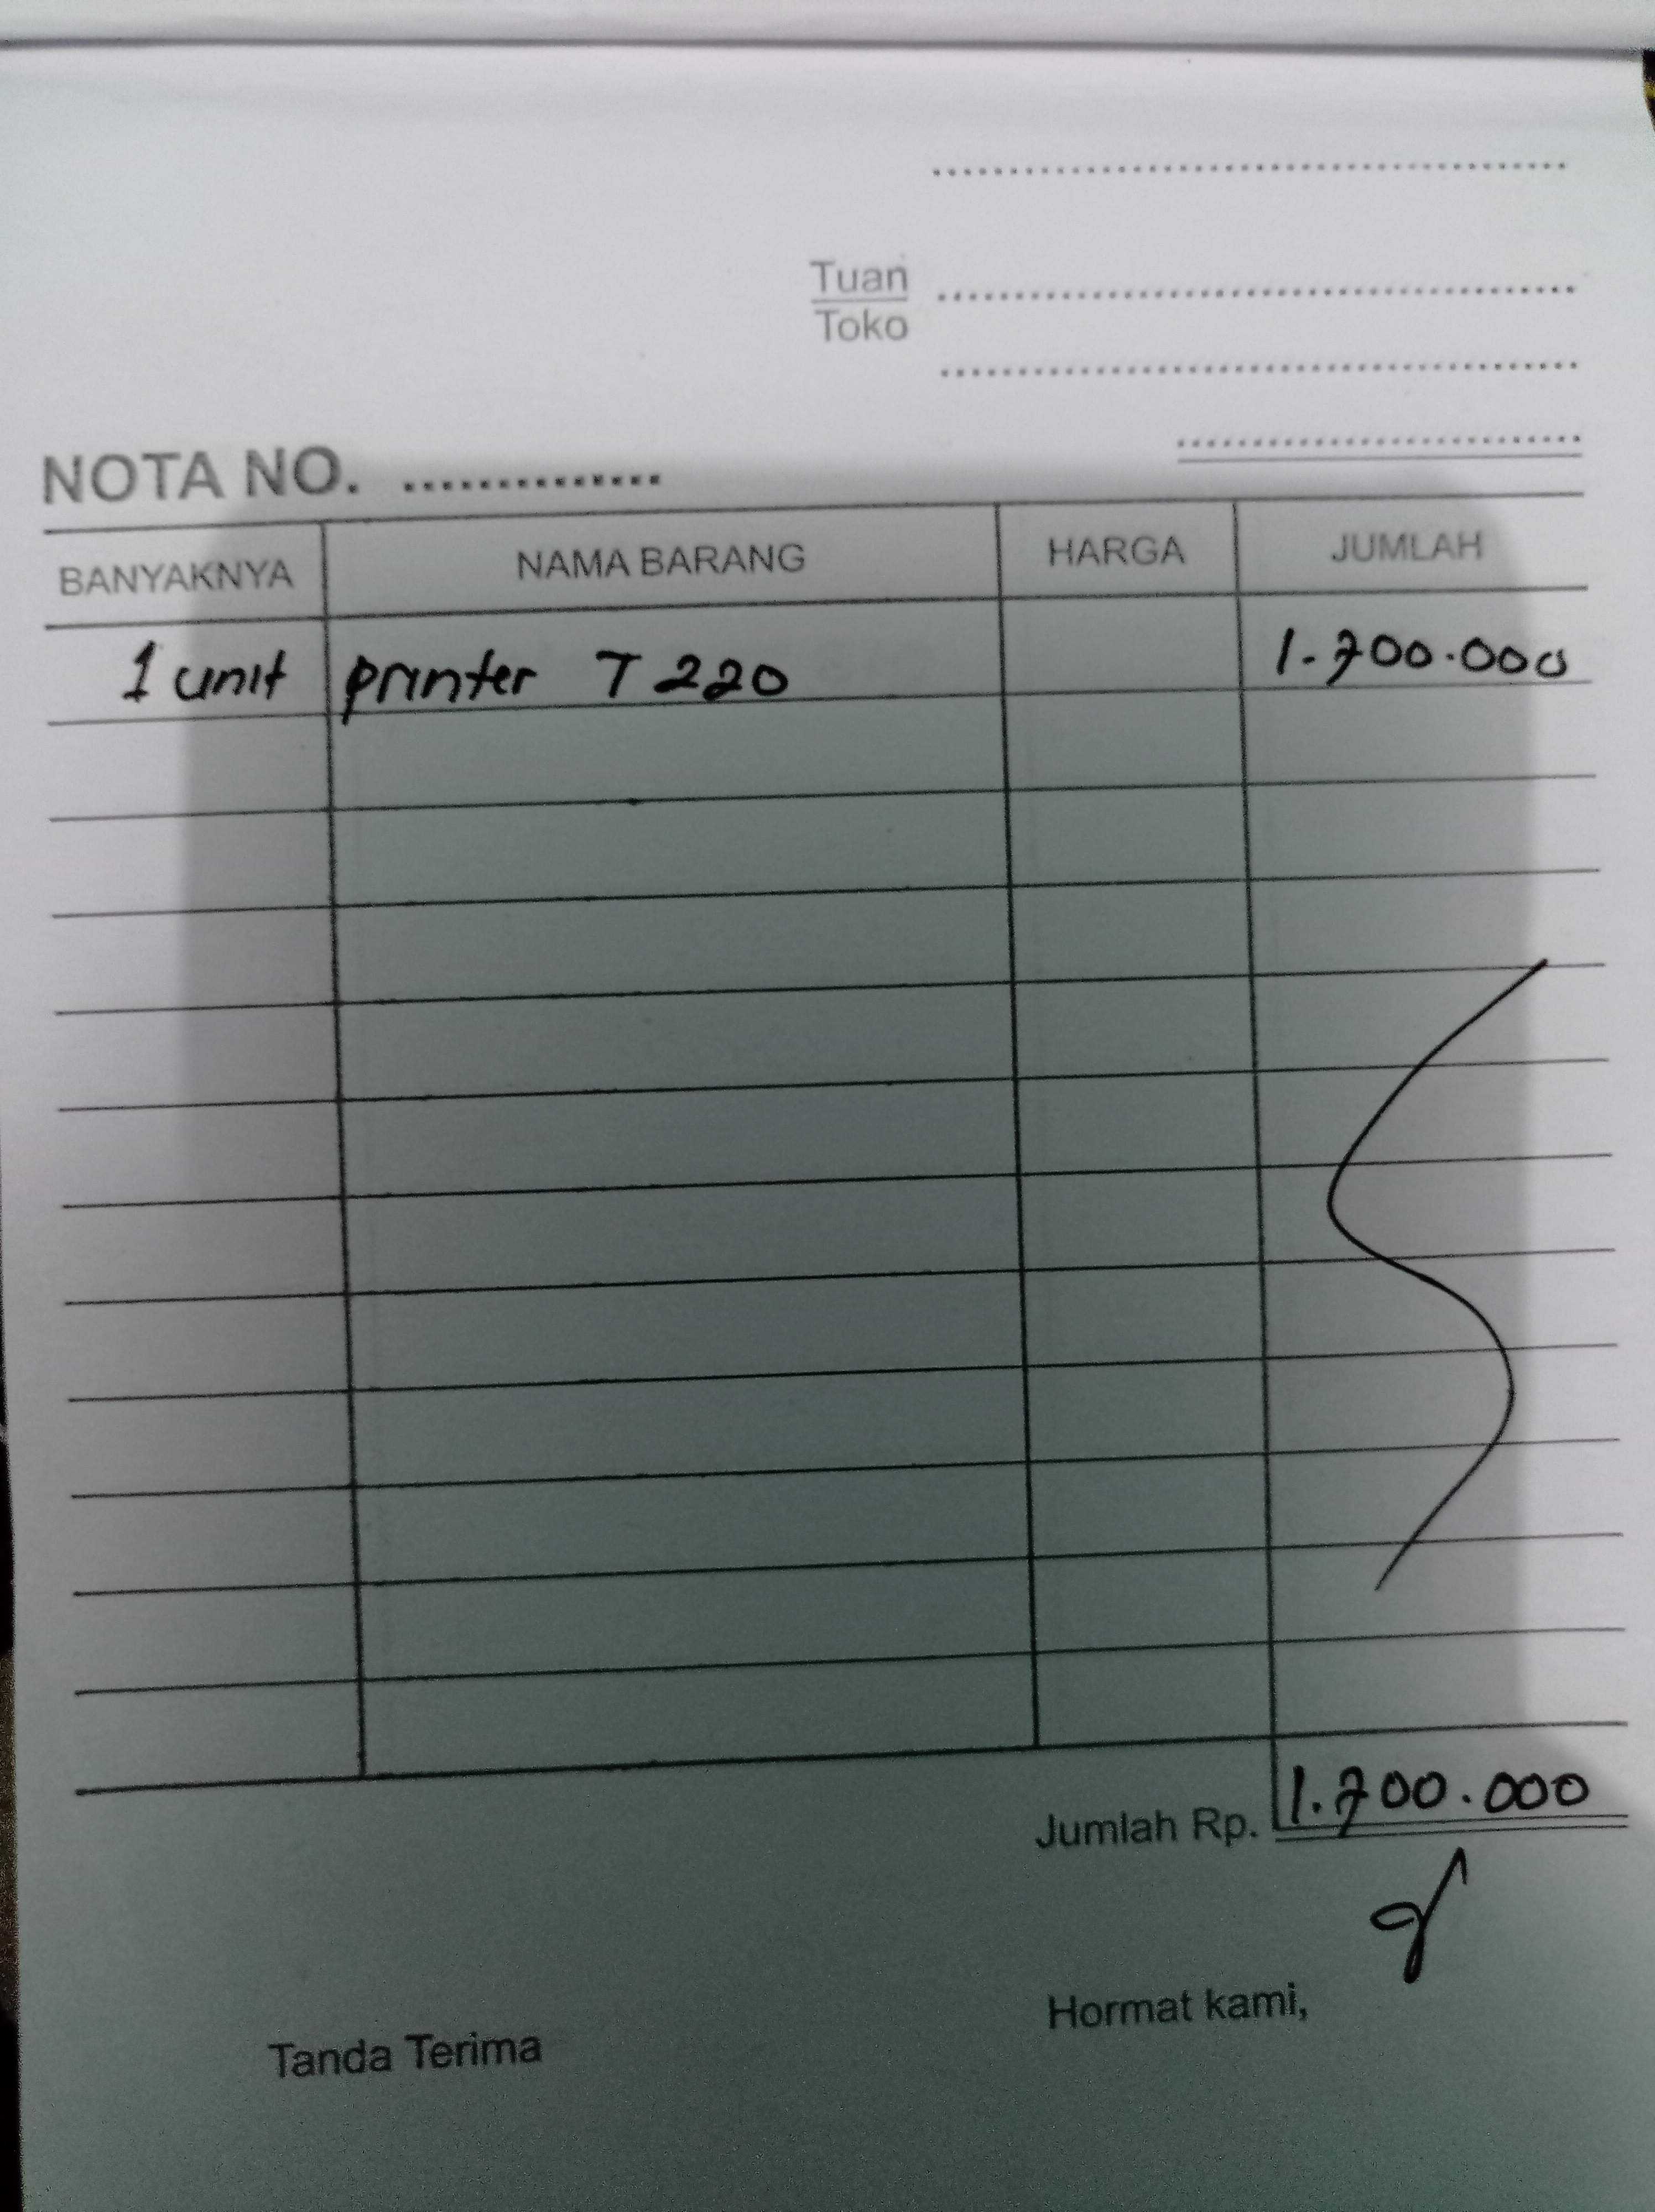 Tuan
Toko
NOTA NO. ..............
BANYAKNYA NAMA BARANG HARGA JUMLAH
1 unit printer T 220 1.700.000
Jumlah Rp. 1.700.000
Hormat kami,
Tanda Terima